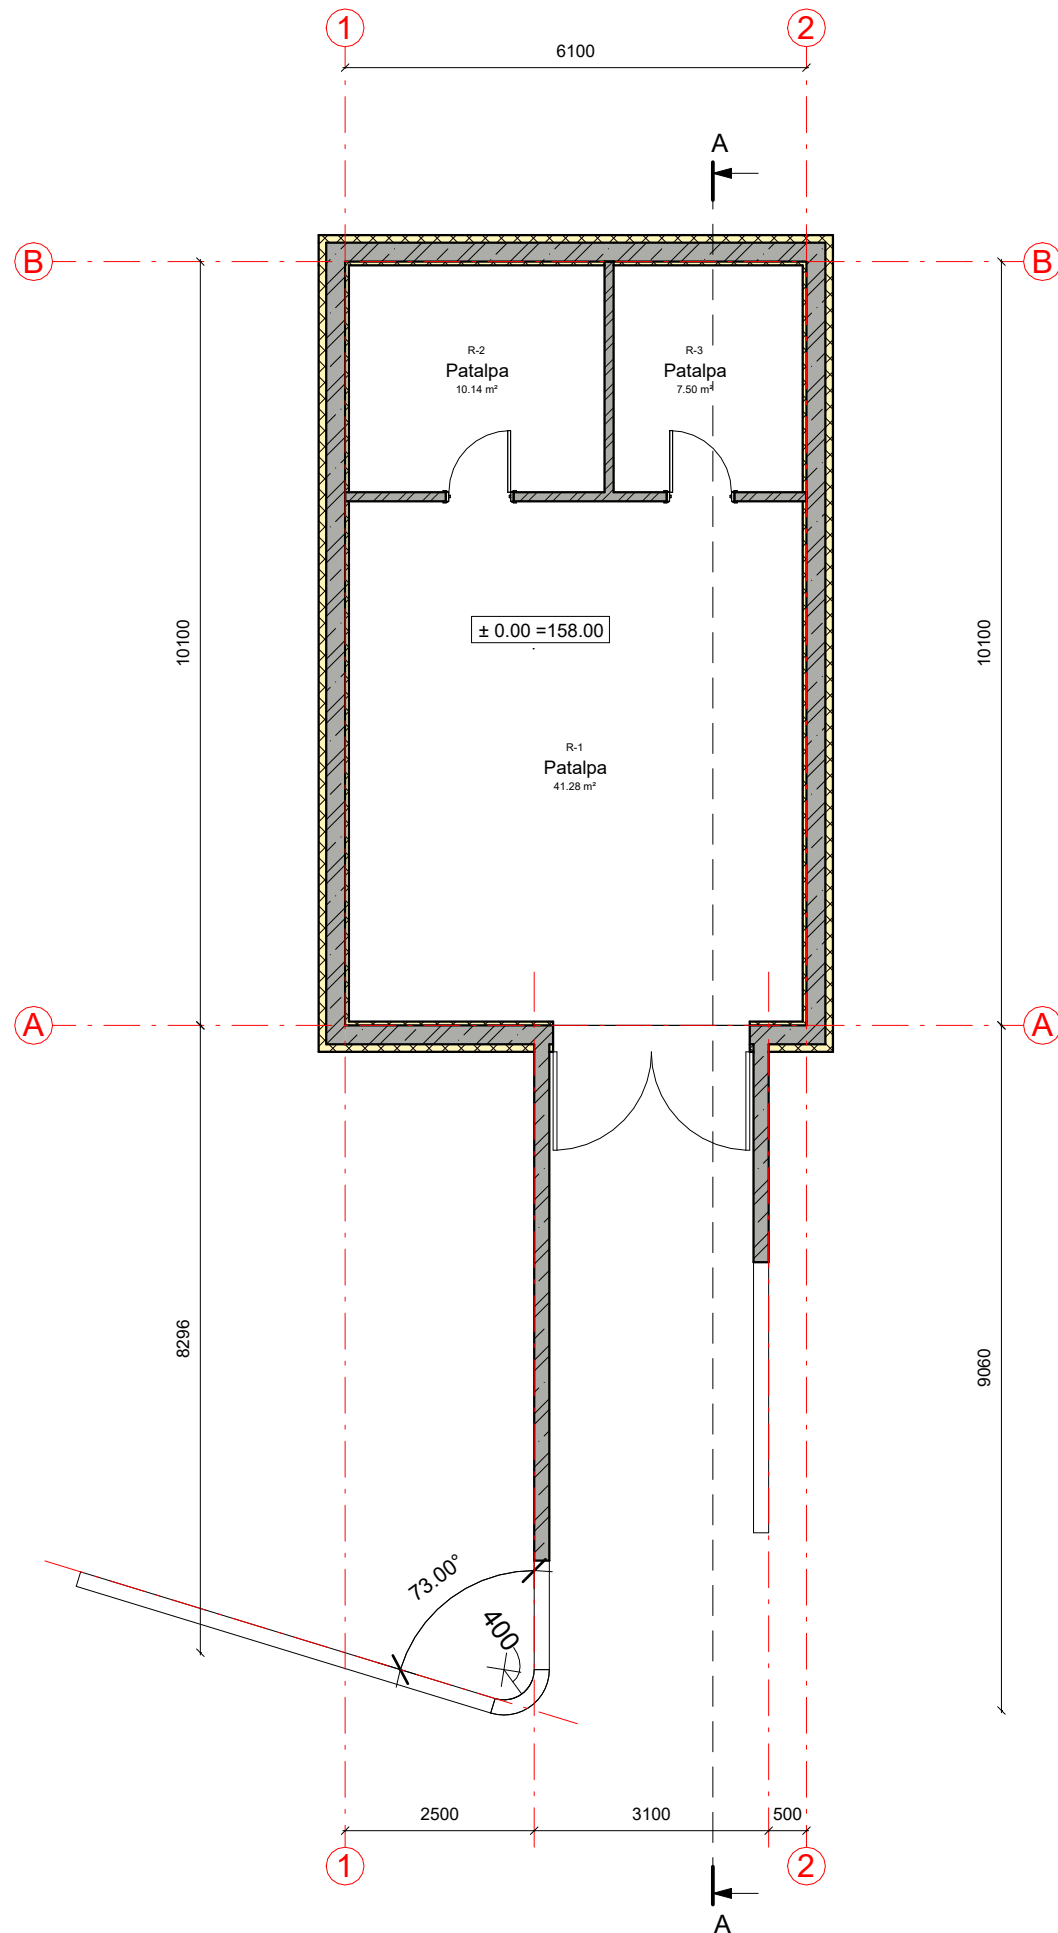 1
2
6100
A
B
B
R-2
Patalpa
10.14 m²
R-3
Patalpa
7.50 m²
± 0.00 =158.00
10100
10100
R-1
Patalpa
41.28 m²
A
A
8296
9060
73.00°
400
2500
3100
500
1
2
A